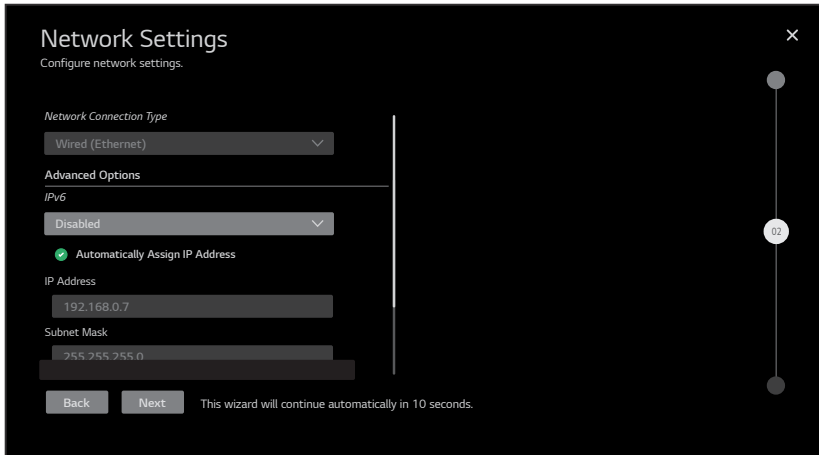 Network Settings
Configure network settings.
Network Connection Type
Wired (Ethernet)
Advanced Options
IPv6
Disabled
Automatically Assign IP Address
IP Address
192.168.0.7
Subnet Mask
255.255.255.0
02
Back Next This wizard will continue automatically in 10 seconds.